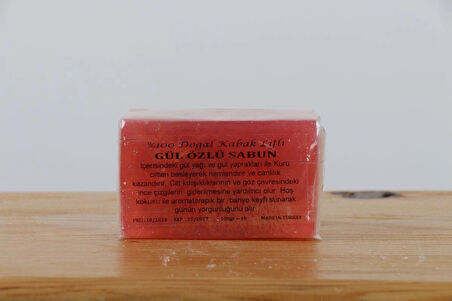 %100 Doğal Kabak Lifli
GÜL ÖZLÜ SABUN
İçerisindeki gül yağı ve gül yaprakları ile Kuru
ciltleri besleyerek nemlendirir ve canlılık
kazandırır. Cilt kırışıklıklarının ve göz çevresindeki
ince çizgilerin giderilmesine yardımcı olur Hoş
kokusu ile aromaterapik bir banyo keyfi sunarak
günün yorgunluğunu alır
MADE IN TURKEY